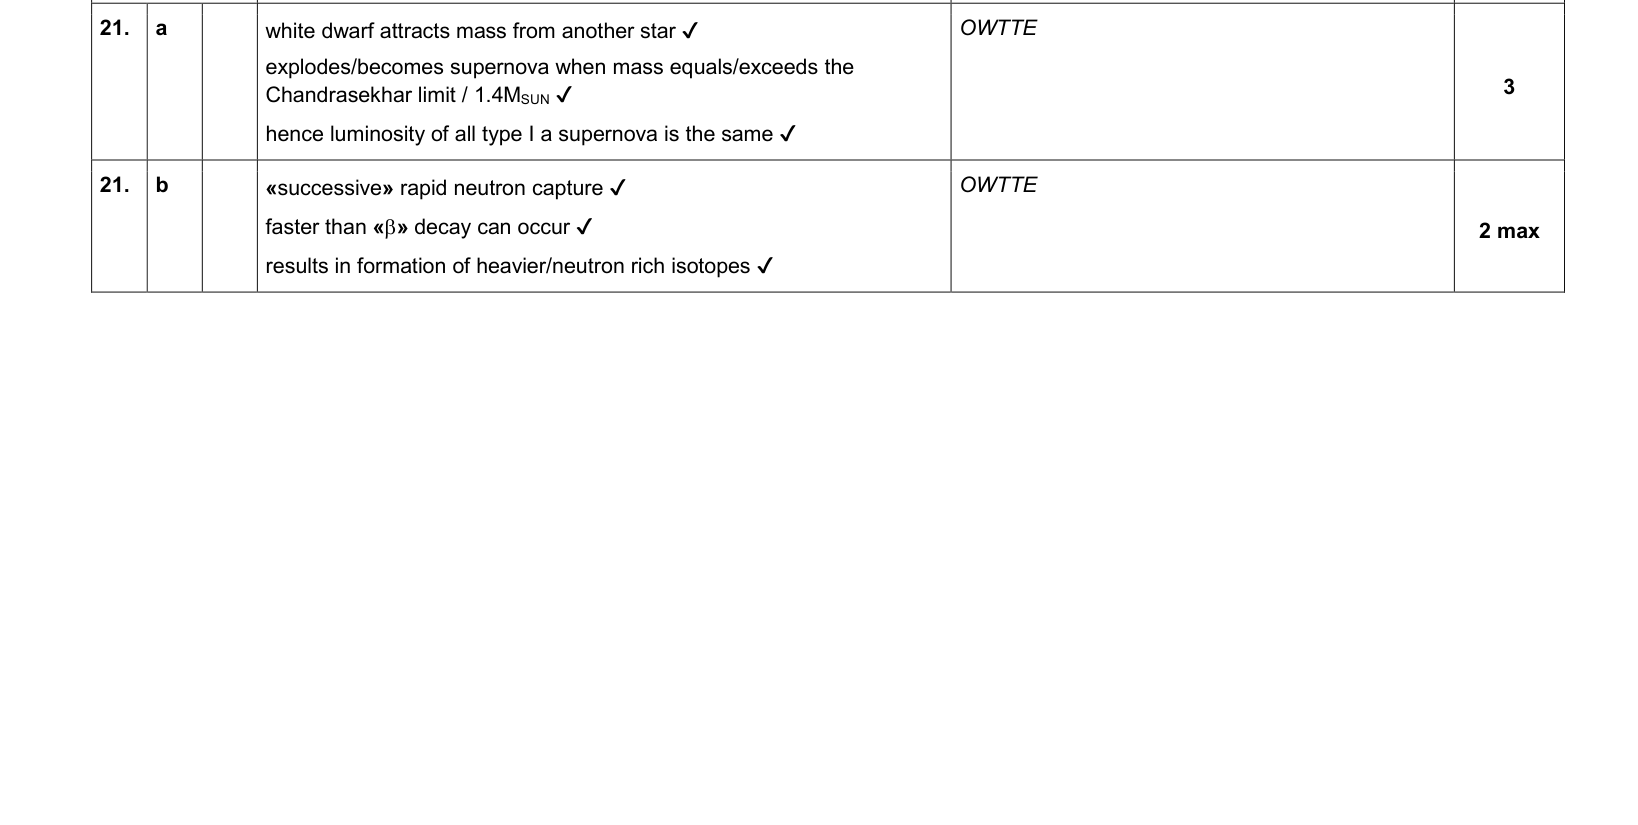 21. a white dwarf attracts mass from another star ✓ OWTTE
explodes/becomes supernova when mass equals/exceeds the
Chandrasekhar limit / 1.4MSUN ✓
3
hence luminosity of all type I a supernova is the same ✓
21. b «successive» rapid neutron capture ✓ OWTTE
faster than «β» decay can occur ✓
2 max
results in formation of heavier/neutron rich isotopes ✓